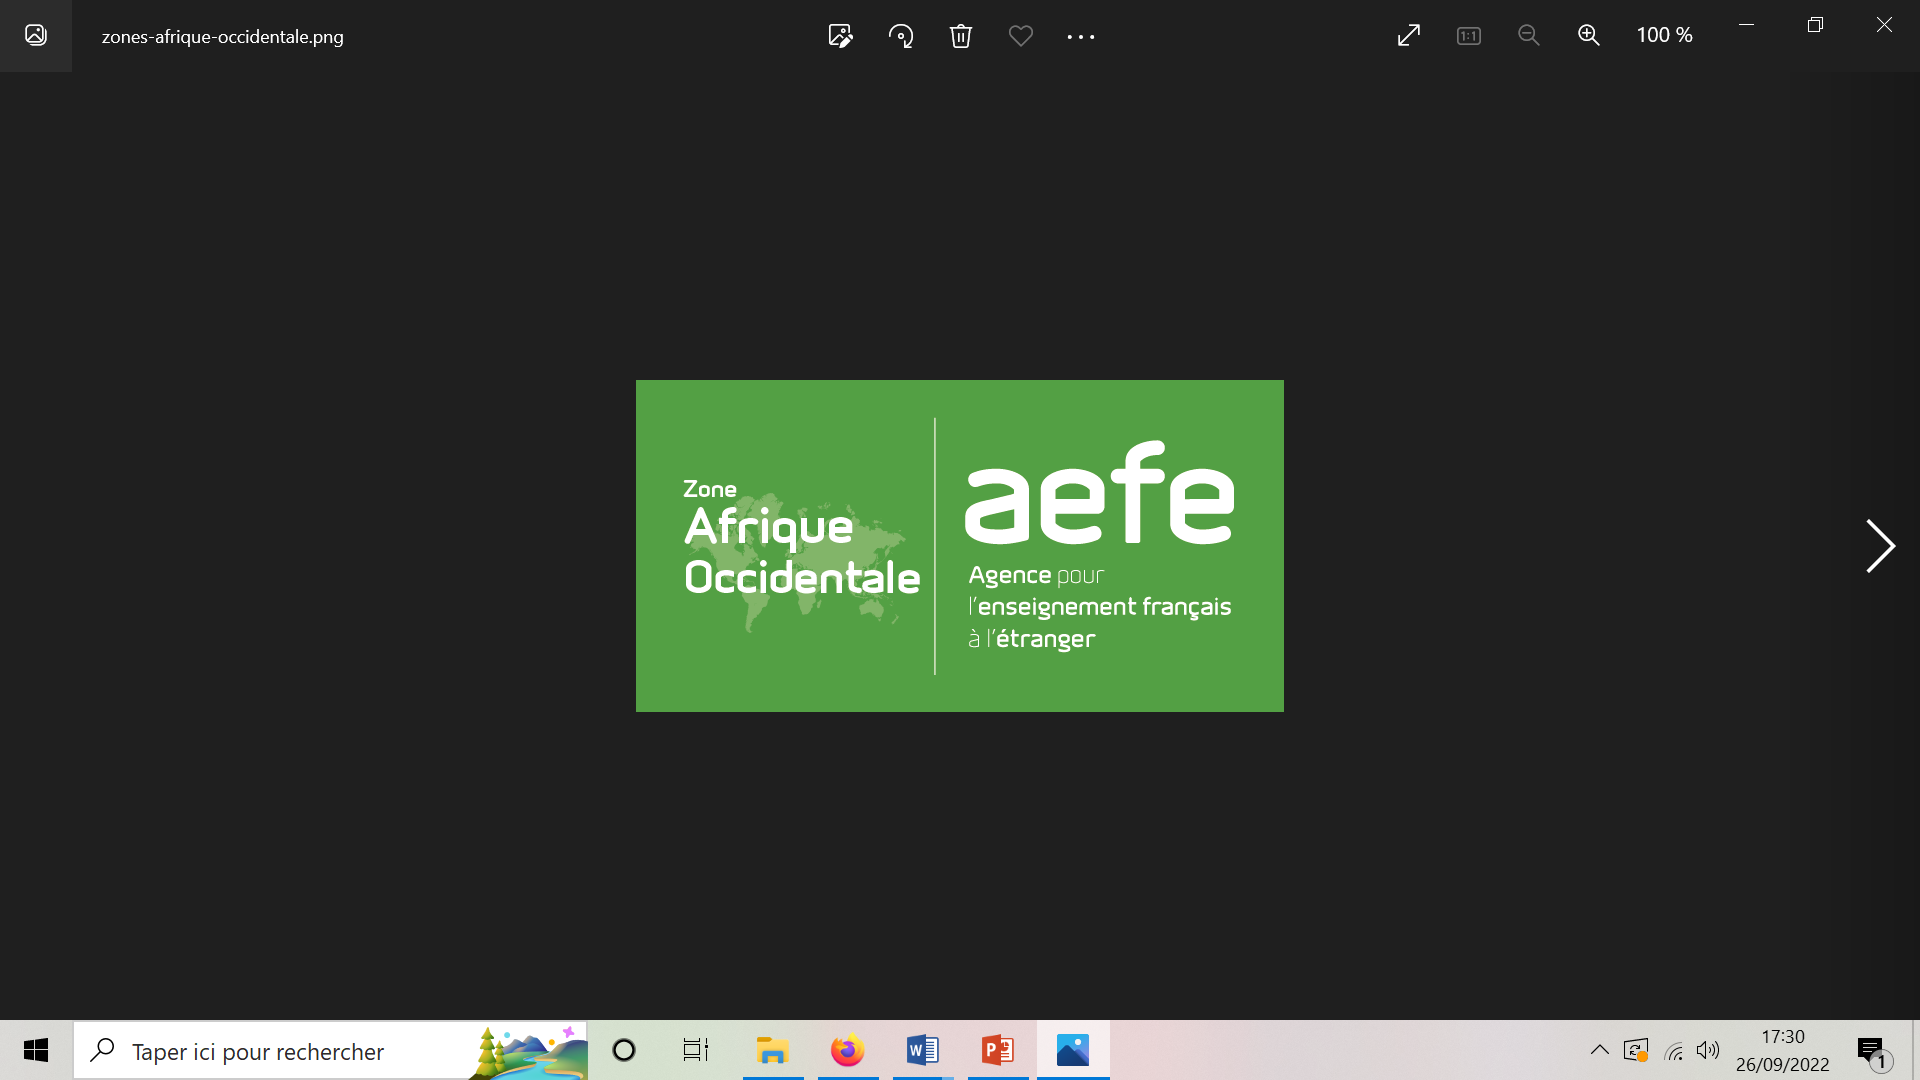 zones-afrique-occidentale.png
100 %
Zone
Afrique
Occidentale
aefe
Agence pour
l'enseignement français
à l'étranger
Taper ici pour rechercher
17:30
26/09/2022
1